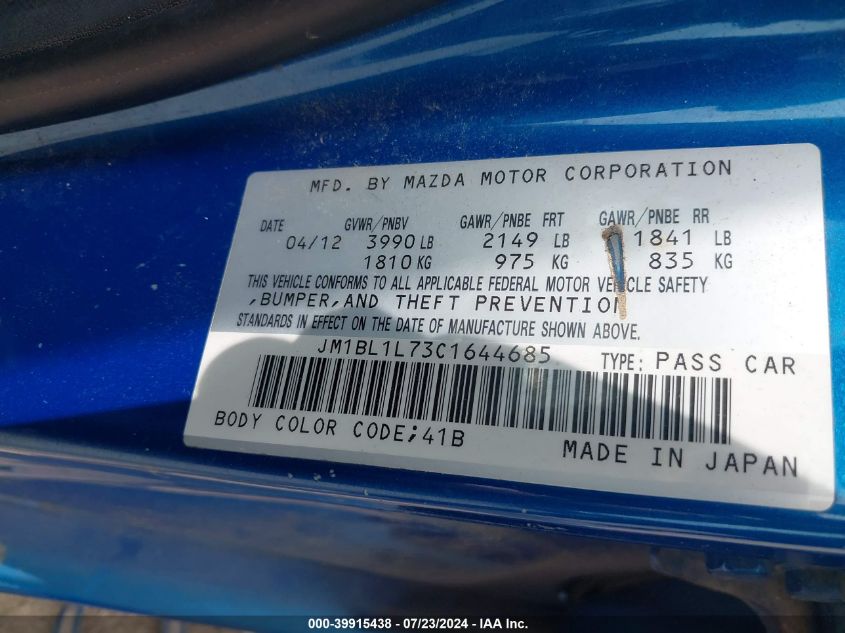 MFD. BY MAZDA MOTOR CORPORATION
DATE GVWR/PNBV GAWR/PNBE FRT GAWR/PNBE RR
04/12 3990 LB 2149 LB 1841 LB
1810 KG 975 KG 835 KG
THIS VEHICLE CONFORMS TO ALL APPLICABLE FEDERAL MOTOR VEHICLE SAFETY
,BUMPER,AND THEFT PREVENTION
STANDARDS IN EFFECT ON THE DATE OF MANUFACTURE SHOWN ABOVE.
JM1BL1L73C1644685 TYPE: PASS CAR
BODY COLOR CODE;41B
MADE IN JAPAN
000-39915438 - 07/23/2024 - IAA Inc.